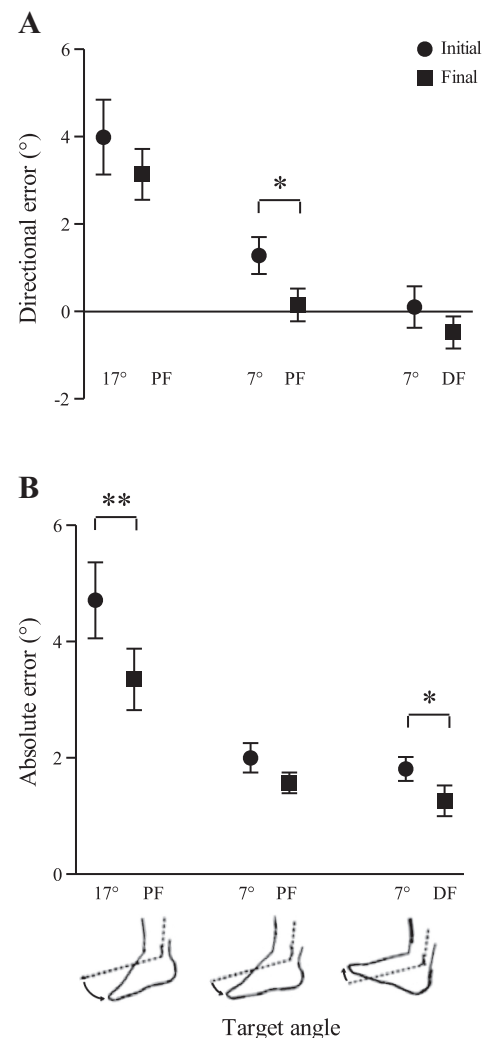 A
6
Initial
Final
4
*
2
0
17° PF 7° PF 7° DF
-2
Directional error (°)
B
**
6
4
*
2
0
17° PF 7° PF 7° DF
Absolute error (°)
Target angle